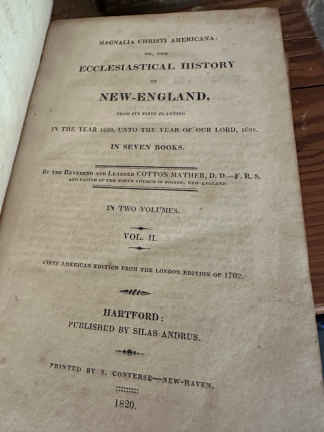 MAGNALIA CHRISTI AMERICANA:
OR, THE
ECCLESIASTICAL HISTORY
OF
NEW-ENGLAND,
FROM ITS FIRST PLANTING
IN THE YEAR 1620, UNTO THE YEAR OF OUR LORD, 1698.
IN SEVEN BOOKS.
BY THE REVEREND AND LEARNED COTTON MATHER, D. D.—F. R. S.
AND PASTOR OF THE NORTH CHURCH IN BOSTON, NEW-ENGLAND
IN TWO VOLUMES.
VOL. II.
FIRST AMERICAN EDITION FROM THE LONDON EDITION OF 1702.
HARTFORD:
PUBLISHED BY SILAS ANDRUS.
PRINTED BY S. CONVERSE—NEW-HAVEN.
1820.